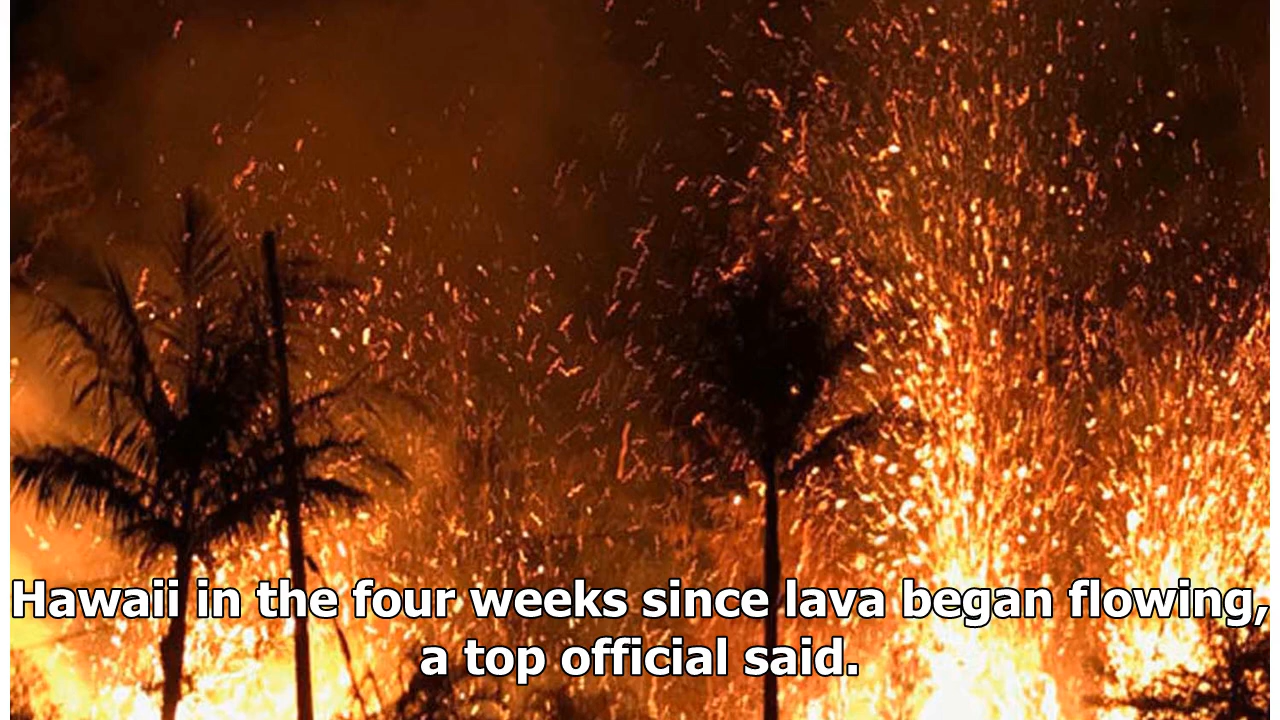 Hawaii in the four weeks since lava began flowing,
a top official said.